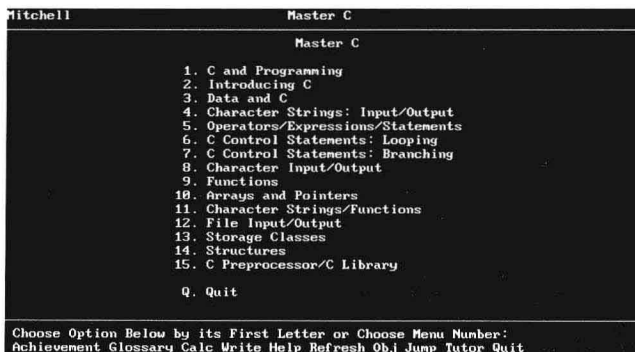 Mitchell Master C
Master C
1. C and Programming
2. Introducing C
3. Data and C
4. Character Strings: Input/Output
5. Operators/Expressions/Statements
6. C Control Statements: Looping
7. C Control Statements: Branching
8. Character Input/Output
9. Functions
10. Arrays and Pointers
11. Character Strings/Functions
12. File Input/Output
13. Storage Classes
14. Structures
15. C Preprocessor/C Library
Q. Quit
Choose Option Below by its First Letter or Choose Menu Number:
Achievement Glossary Calc Write Help Refresh Obj Jump Tutor Quit